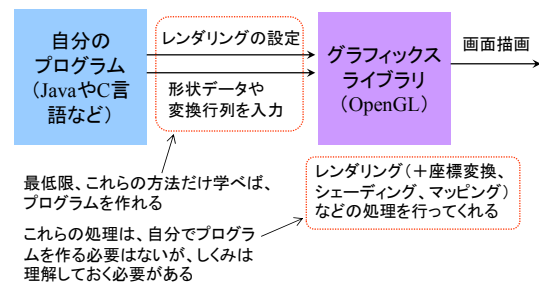 自分の
プログラム
（JavaやC言
語など）
レンダリングの設定
形状データや
変換行列を入力
グラフィックス
ライブラリ
（OpenGL）
画面描画
最低限、これらの方法だけ学べば、
プログラムを作れる
レンダリング（＋座標変換、
シェーディング、マッピング）
などの処理を行ってくれる
これらの処理は、自分でプログラ
ムを作る必要はないが、しくみは
理解しておく必要がある